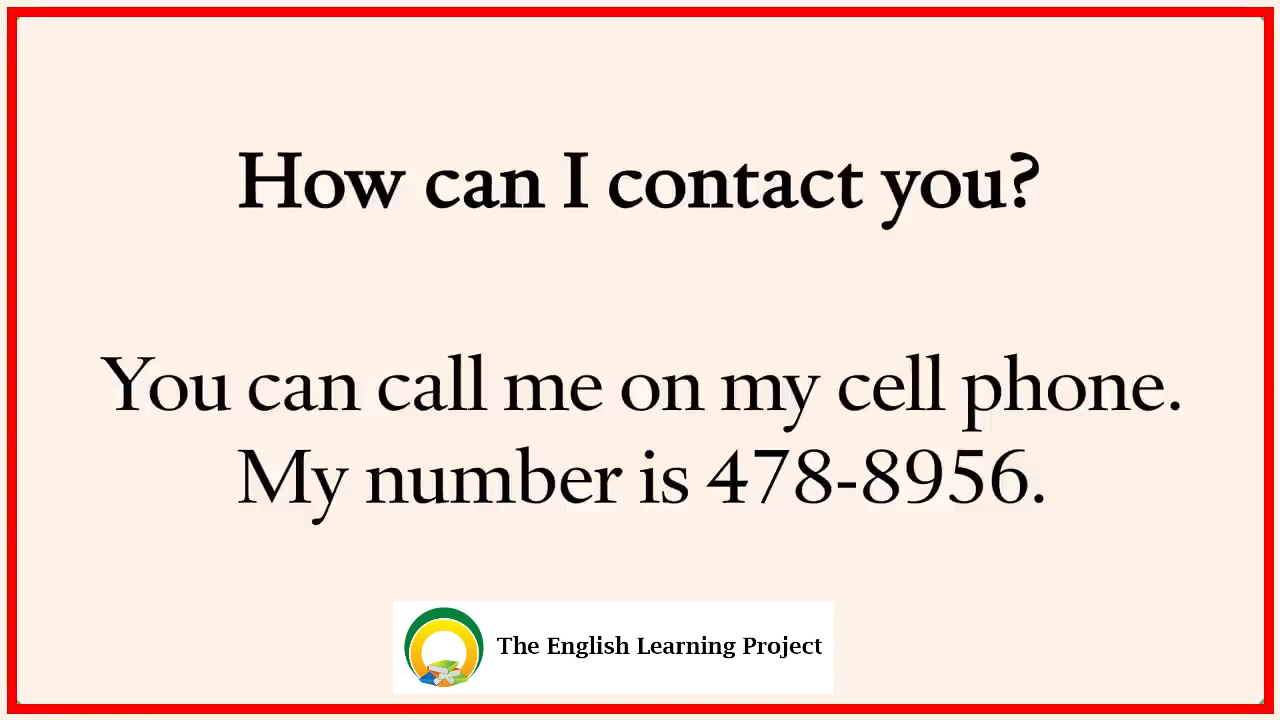 How can I contact you?
You can call me on my cell phone.
My number is 478-8956.
The English Learning Project